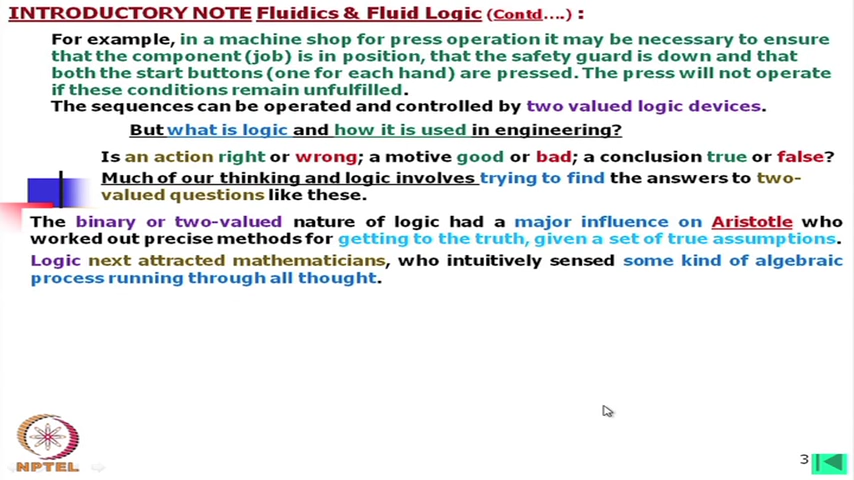 INTRODUCTORY NOTE Fluidics & Fluid Logic (Contd....) :
For example, in a machine shop for press operation it may be necessary to ensure
that the component (job) is in position, that the safety guard is down and that
both the start buttons (one for each hand) are pressed. The press will not operate
if these conditions remain unfulfilled.
The sequences can be operated and controlled by two valued logic devices.
But what is logic and how it is used in engineering?
Is an action right or wrong; a motive good or bad; a conclusion true or false?
Much of our thinking and logic involves trying to find the answers to two-
valued questions like these.
The binary or two-valued nature of logic had a major influence on Aristotle who
worked out precise methods for getting to the truth, given a set of true assumptions.
Logic next attracted mathematicians, who intuitively sensed some kind of algebraic
process running through all thought.
NPTEL
3